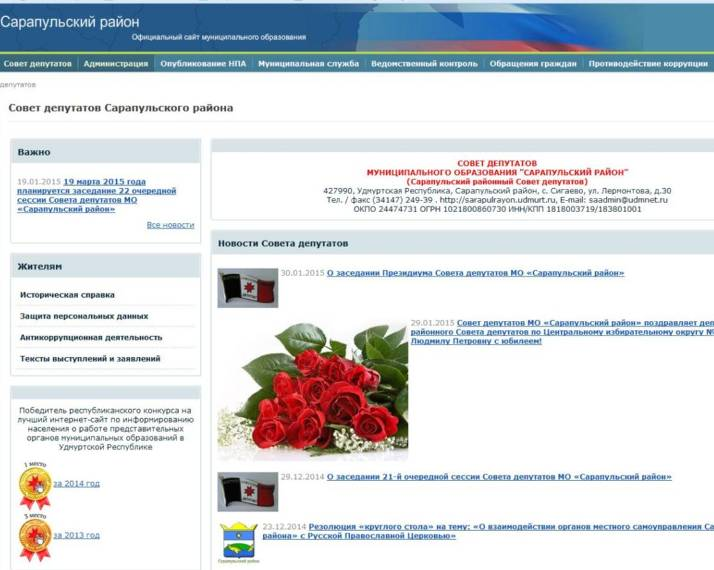 Сарапульский район
Официальный сайт муниципального образования
Совет депутатов Администрация Опубликование НПА Муниципальная служба Ведомственный контроль Обращения граждан Противодействие коррупции
депутатов
Совет депутатов Сарапульского района
Важно
19.01.2015 19 марта 2015 года
планируется заседание 22 очередной
сессии Совета депутатов МО
«Сарапульский район»
Все новости
Жителям
Историческая справка
Защита персональных данных
Антикоррупционная деятельность
Тексты выступлений и заявлений
Победитель республиканского конкурса на
лучший интернет-сайт по информированию
населения о работе представительных
органов муниципальных образований в
Удмуртской Республике
1 место
за 2014 год
3 место
за 2013 год
СОВЕТ ДЕПУТАТОВ
МУНИЦИПАЛЬНОГО ОБРАЗОВАНИЯ "САРАПУЛЬСКИЙ РАЙОН"
(Сарапульский районный Совет депутатов)
427990, Удмуртская Республика, Сарапульский район, с. Сигаево, ул. Лермонтова, д.30
Тел. / факс (34147) 249-39 , http://sarapulrayon.udmurt.ru, E-mail: saadmin@udmnet.ru
ОКПО 24474731 ОГРН 1021800860730 ИНН/КПП 1818003719/183801001
Новости Совета депутатов
30.01.2015 О заседании Президиума Совета депутатов МО «Сарапульский район»
29.01.2015 Совет депутатов МО «Сарапульский район» поздравляет деп
районного Совета депутатов по Центральному избирательному округу №
Людмилу Петровну с юбилеем!
29.12.2014 О заседании 21-й очередной сессии Совета депутатов МО «Сарапульский район»
23.12.2014 Резолюция «круглого стола» на тему: «О взаимодействии органов местного самоуправления Са
района» с Русской Православной Церковью»
Сарапульский район